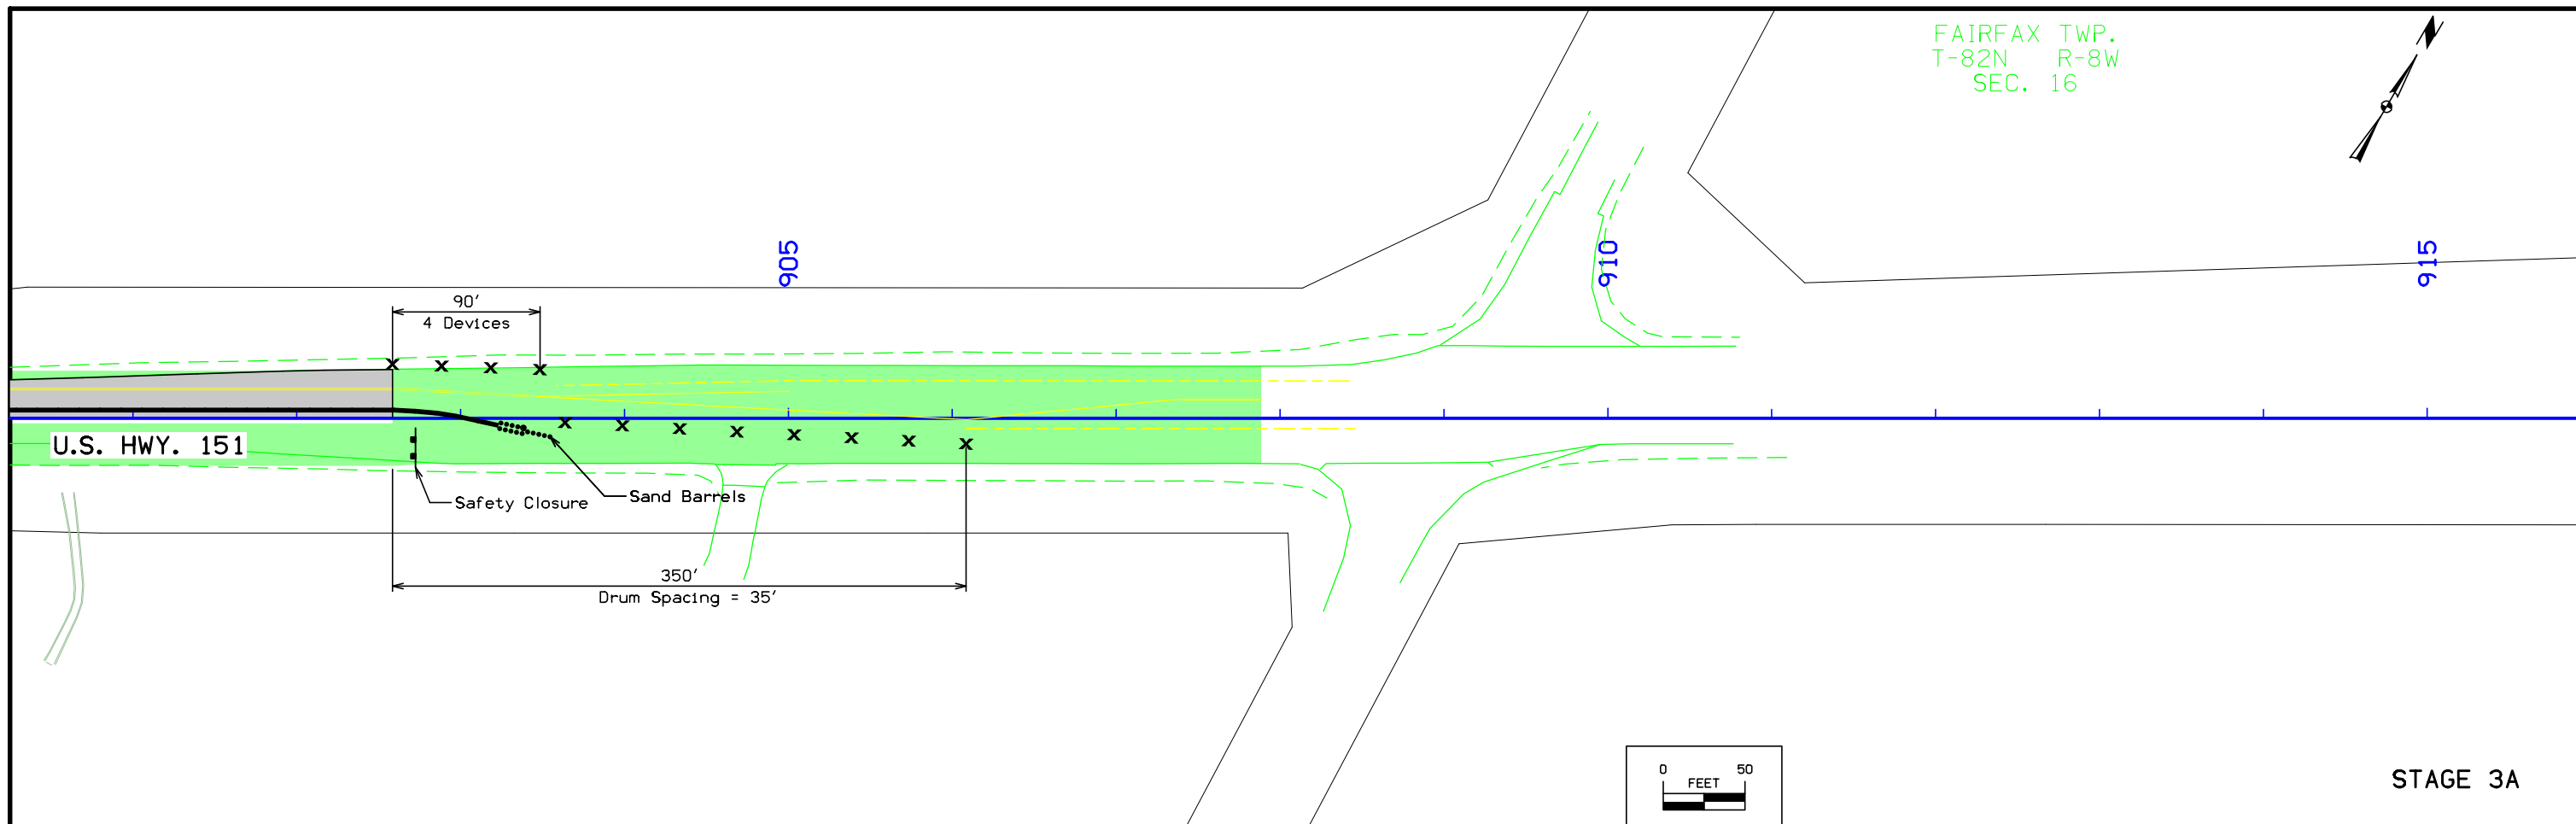 FAIRFAX TWP.
T-82N R-8W
SEC. 16
905
910
915
90'
4 Devices
U.S. HWY. 151
Safety Closure
Sand Barrels
350'
Drum Spacing = 35'
0 50
FEET
STAGE 3A
N